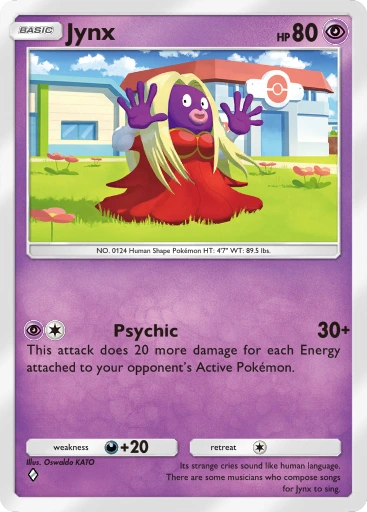 BASIC Jynx HP 80
NO. 0124 Human Shape Pokémon HT: 4'7" WT: 89.5 lbs.
Psychic 30+
This attack does 20 more damage for each Energy
attached to your opponent's Active Pokémon.
weakness +20 retreat
Illus. Oswaldo KATO
Its strange cries sound like human language.
There are some musicians who compose songs
for Jynx to sing.